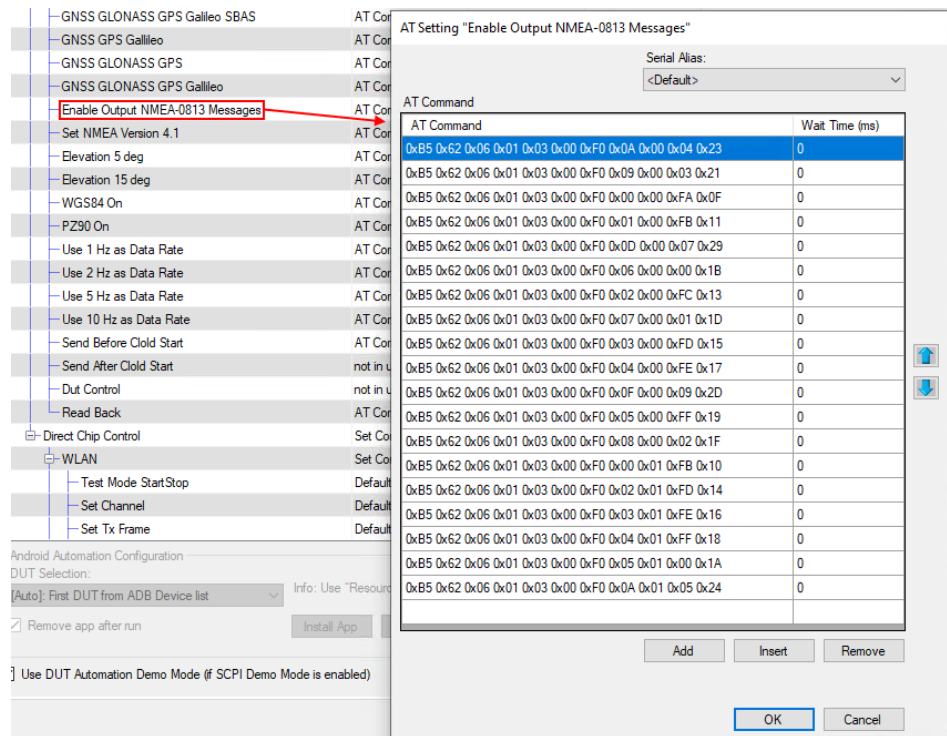 GNSS GLONASS GPS Galileo SBAS AT Cor
GNSS GPS Gallileo AT Cor
GNSS GLONASS GPS AT Cor
GNSS GLONASS GPS Gallileo AT Cor
Enable Output NMEA-0813 Messages AT Cor
Set NMEA Version 4.1 AT Cor
Elevation 5 deg AT Cor
Elevation 15 deg AT Cor
WGS84 On AT Cor
PZ90 On AT Cor
Use 1 Hz as Data Rate AT Cor
Use 2 Hz as Data Rate AT Cor
Use 5 Hz as Data Rate AT Cor
Use 10 Hz as Data Rate AT Cor
Send Before Clold Start AT Cor
Send After Clold Start not in u
Dut Control not in u
Read Back AT Cor
Direct Chip Control Set Co
WLAN Set Co
Test Mode StartStop Default
Set Channel Default
Set Tx Frame Default
Android Automation Configuration
DUT Selection:
[Auto]: First DUT from ADB Device list Info: Use "Resourc
Remove app after run Install App
Use DUT Automation Demo Mode (if SCPI Demo Mode is enabled)
AT Setting "Enable Output NMEA-0813 Messages"
Serial Alias:
<Default>
AT Command
AT Command Wait Time (ms)
0xB5 0x62 0x06 0x01 0x03 0x00 0xF0 0x0A 0x00 0x04 0x23 0
0xB5 0x62 0x06 0x01 0x03 0x00 0xF0 0x09 0x00 0x03 0x21 0
0xB5 0x62 0x06 0x01 0x03 0x00 0xF0 0x00 0x00 0xFA 0x0F 0
0xB5 0x62 0x06 0x01 0x03 0x00 0xF0 0x01 0x00 0xFB 0x11 0
0xB5 0x62 0x06 0x01 0x03 0x00 0xF0 0x0D 0x00 0x07 0x29 0
0xB5 0x62 0x06 0x01 0x03 0x00 0xF0 0x06 0x00 0x00 0x1B 0
0xB5 0x62 0x06 0x01 0x03 0x00 0xF0 0x02 0x00 0xFC 0x13 0
0xB5 0x62 0x06 0x01 0x03 0x00 0xF0 0x07 0x00 0x01 0x1D 0
0xB5 0x62 0x06 0x01 0x03 0x00 0xF0 0x03 0x00 0xFD 0x15 0
0xB5 0x62 0x06 0x01 0x03 0x00 0xF0 0x04 0x00 0xFE 0x17 0
0xB5 0x62 0x06 0x01 0x03 0x00 0xF0 0x0F 0x00 0x09 0x2D 0
0xB5 0x62 0x06 0x01 0x03 0x00 0xF0 0x05 0x00 0xFF 0x19 0
0xB5 0x62 0x06 0x01 0x03 0x00 0xF0 0x08 0x00 0x02 0x1F 0
0xB5 0x62 0x06 0x01 0x03 0x00 0xF0 0x00 0x01 0xFB 0x10 0
0xB5 0x62 0x06 0x01 0x03 0x00 0xF0 0x02 0x01 0xFD 0x14 0
0xB5 0x62 0x06 0x01 0x03 0x00 0xF0 0x03 0x01 0xFE 0x16 0
0xB5 0x62 0x06 0x01 0x03 0x00 0xF0 0x04 0x01 0xFF 0x18 0
0xB5 0x62 0x06 0x01 0x03 0x00 0xF0 0x05 0x01 0x00 0x1A 0
0xB5 0x62 0x06 0x01 0x03 0x00 0xF0 0x0A 0x01 0x05 0x24 0
Add Insert Remove
OK Cancel